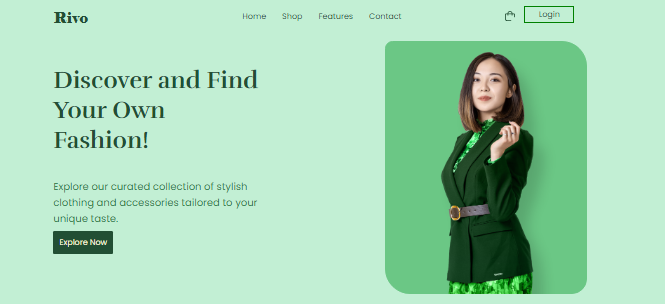 Rivo
Home Shop Features Contact
Login
Discover and Find
Your Own
Fashion!
Explore our curated collection of stylish
clothing and accessories tailored to your
unique taste.
Explore Now